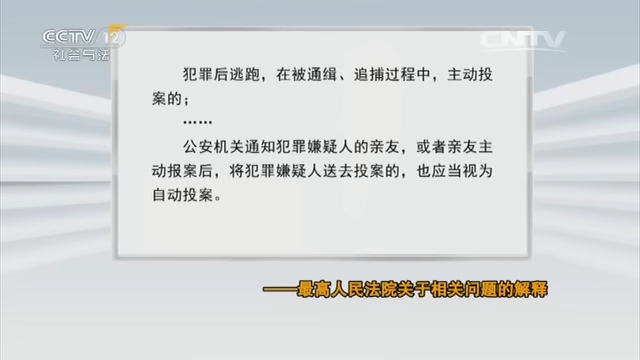 CCTV 12
社会与法
CNTV
犯罪后逃跑，在被通缉、追捕过程中，主动投
案的；
……
公安机关通知犯罪嫌疑人的亲友，或者亲友主
动报案后，将犯罪嫌疑人送去投案的，也应当视为
自动投案。
——最高人民法院关于相关问题的解释